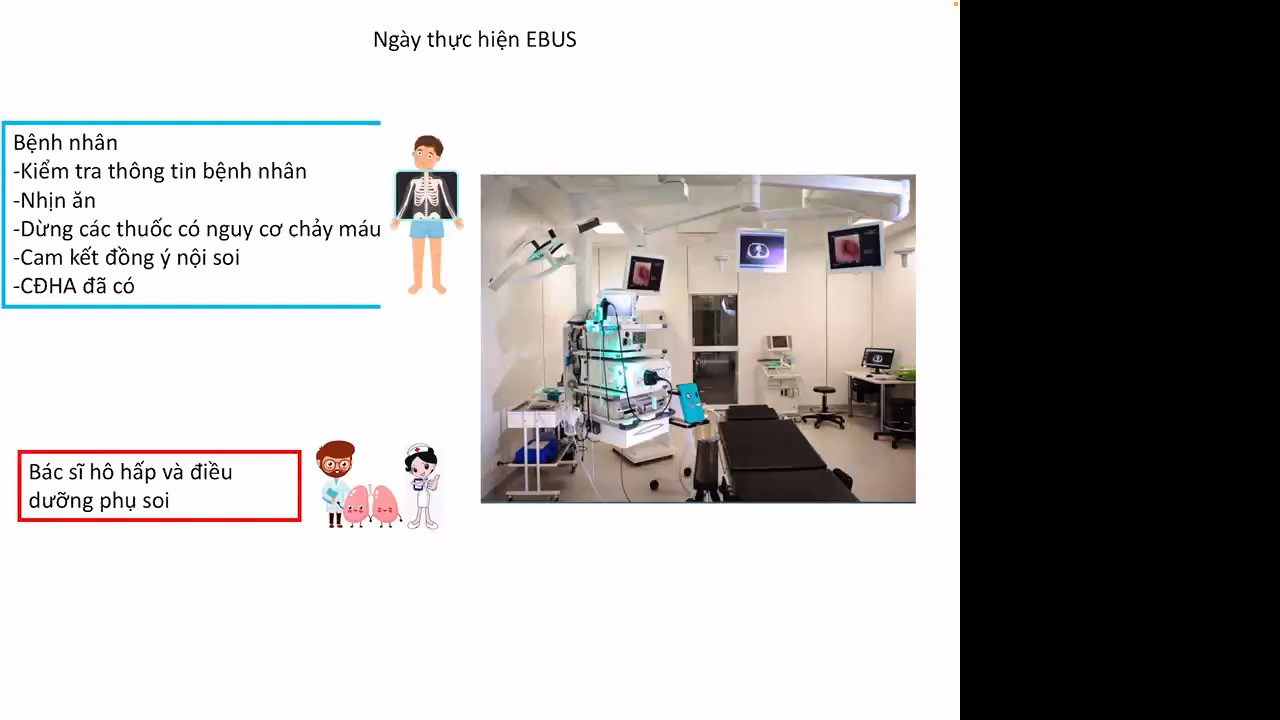 Ngày thực hiện EBUS
Bệnh nhân
-Kiểm tra thông tin bệnh nhân
-Nhịn ăn
-Dừng các thuốc có nguy cơ chảy máu
-Cam kết đồng ý nội soi
-CĐHA đã có
Bác sĩ hô hấp và điều
dưỡng phụ soi